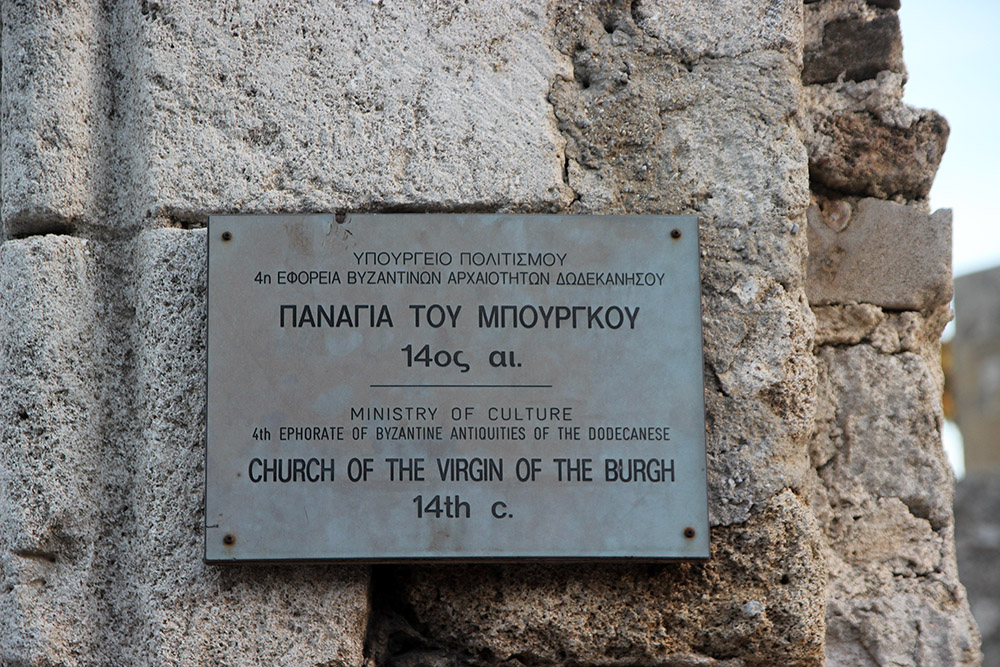 ΥΠΟΥΡΓΕΙΟ ΠΟΛΙΤΙΣΜΟΥ
4η ΕΦΟΡΕΙΑ ΒΥΖΑΝΤΙΝΩΝ ΑΡΧΑΙΟΤΗΤΩΝ ΔΩΔΕΚΑΝΗΣΟΥ
ΠΑΝΑΓΙΑ ΤΟΥ ΜΠΟΥΡΓΚΟΥ
14ος αι.
MINISTRY OF CULTURE
4th EPHORATE OF BYZANTINE ANTIQUITIES OF THE DODECANESE
CHURCH OF THE VIRGIN OF THE BURGH
14th c.